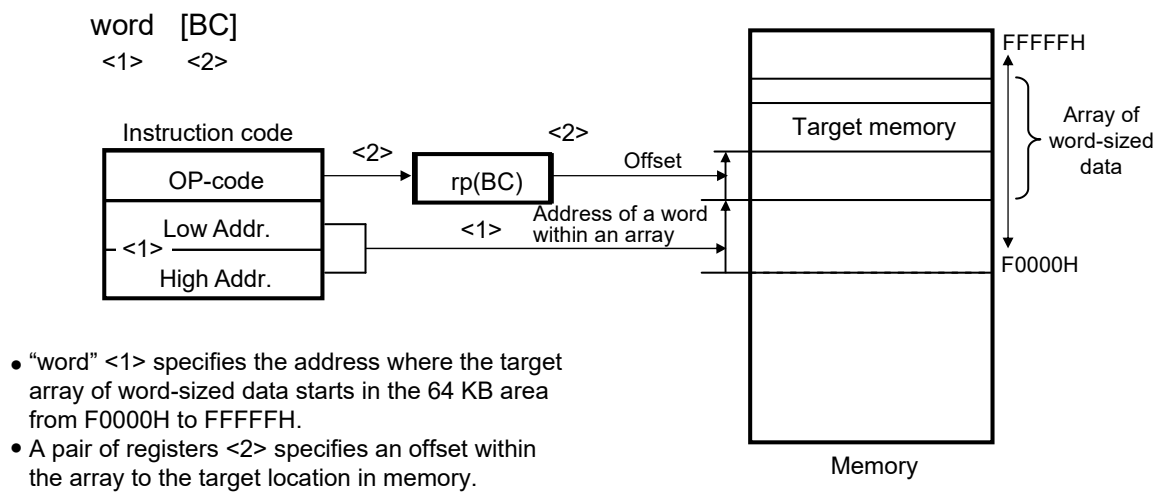 word [BC]
<1> <2>
Instruction code
OP-code
Low Addr.
<1>
High Addr.
<2>
rp(BC)
<2>
Offset
<1>
Address of a word
within an array
FFFFFH
Target memory
Array of
word-sized
data
F0000H
Memory
• “word” <1> specifies the address where the target
array of word-sized data starts in the 64 KB area
from F0000H to FFFFFH.
• A pair of registers <2> specifies an offset within
the array to the target location in memory.